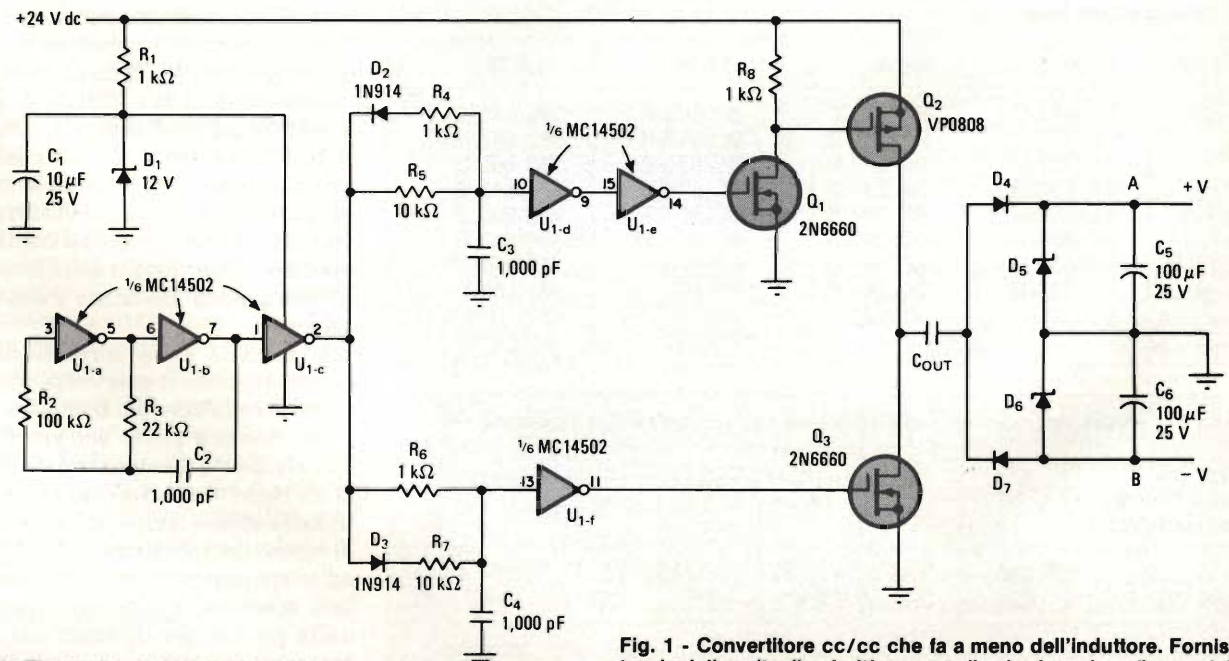 +24 V dc
R1
1 kΩ
C1
10 µF
25 V
D1
12 V
1/6 MC14502
3
5
6
7
1
2
U1-a
U1-b
U1-c
R2
100 kΩ
R3
22 kΩ
C2
1,000 pF
D2
1N914
R4
1 kΩ
R5
10 kΩ
C3
1,000 pF
1/6 MC14502
10
9
15
14
U1-d
U1-e
R6
1 kΩ
D3
1N914
R7
10 kΩ
C4
1,000 pF
1/6 MC14502
13
11
U1-f
R8
1 kΩ
Q1
2N6660
Q2
VP0808
Q3
2N6660
COUT
D4
D5
D6
D7
A
+ V
C5
100 µF
25 V
C6
100 µF
25 V
B
– V
Fig. 1 - Convertitore cc/cc che fa a meno dell'induttore. Fornisce